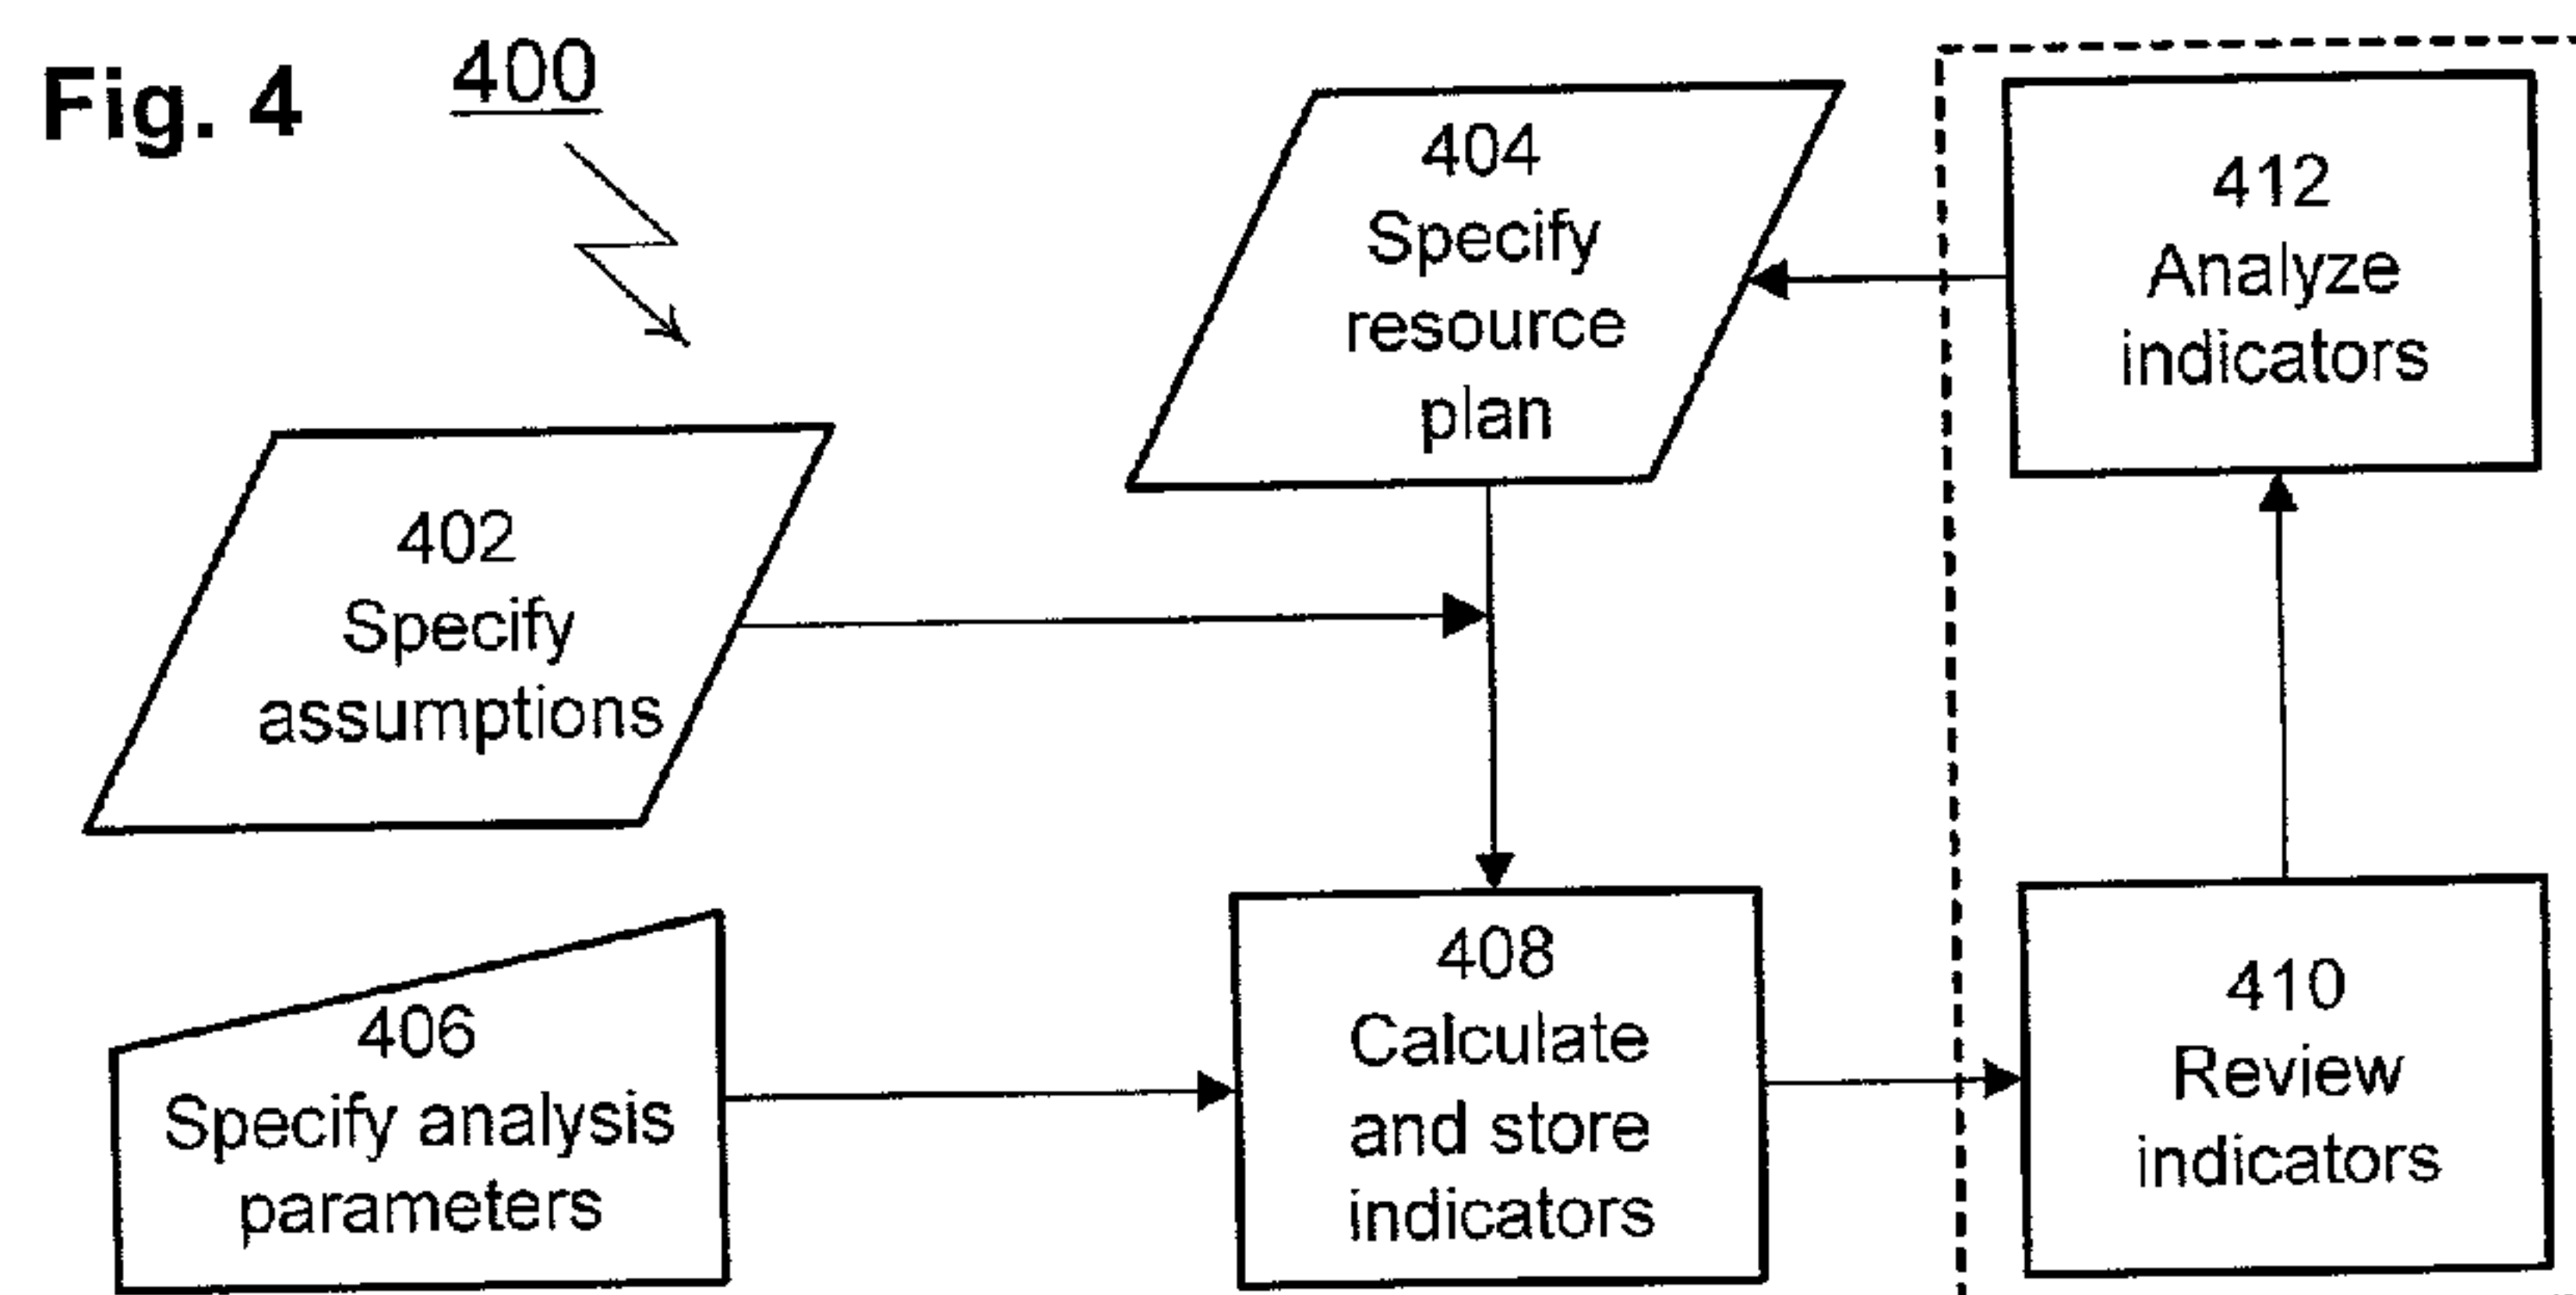 Fig. 4
400
404
Specify
resource
plan
412
Analyze
indicators
402
Specify
assumptions
406
Specify analysis
parameters
408
Calculate
and store
indicators
410
Review
indicators